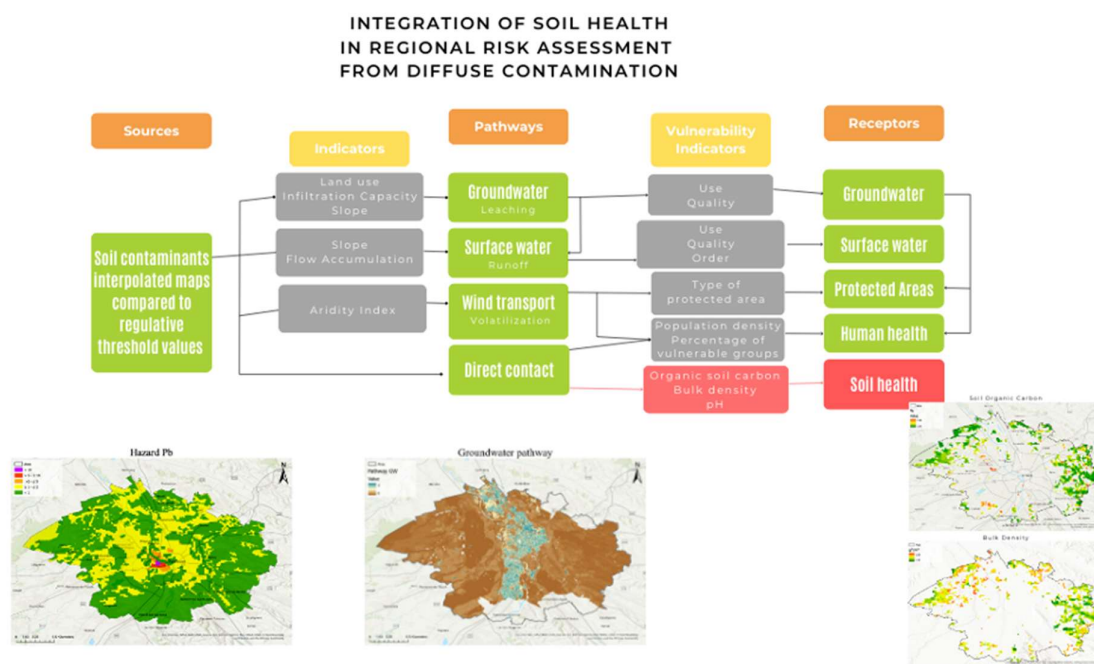 INTEGRATION OF SOIL HEALTH
IN REGIONAL RISK ASSESSMENT
FROM DIFFUSE CONTAMINATION
Sources
Indicators
Pathways
Vulnerability
Indicators
Receptors
Soil contaminants
interpolated maps
compared to
regulative
threshold values
Land use
Infiltration Capacity
Slope
Slope
Flow Accumulation
Aridity Index
Groundwater
Leaching
Surface water
Runoff
Wind transport
Volatilization
Direct contact
Use
Quality
Use
Quality
Order
Type of
protected area
Population density
Percentage of
vulnerable groups
Organic soil carbon
Bulk density
pH
Groundwater
Surface water
Protected Areas
Human health
Soil health
Hazard Pb
Groundwater pathway
Soil Organic Carbon
Bulk Density